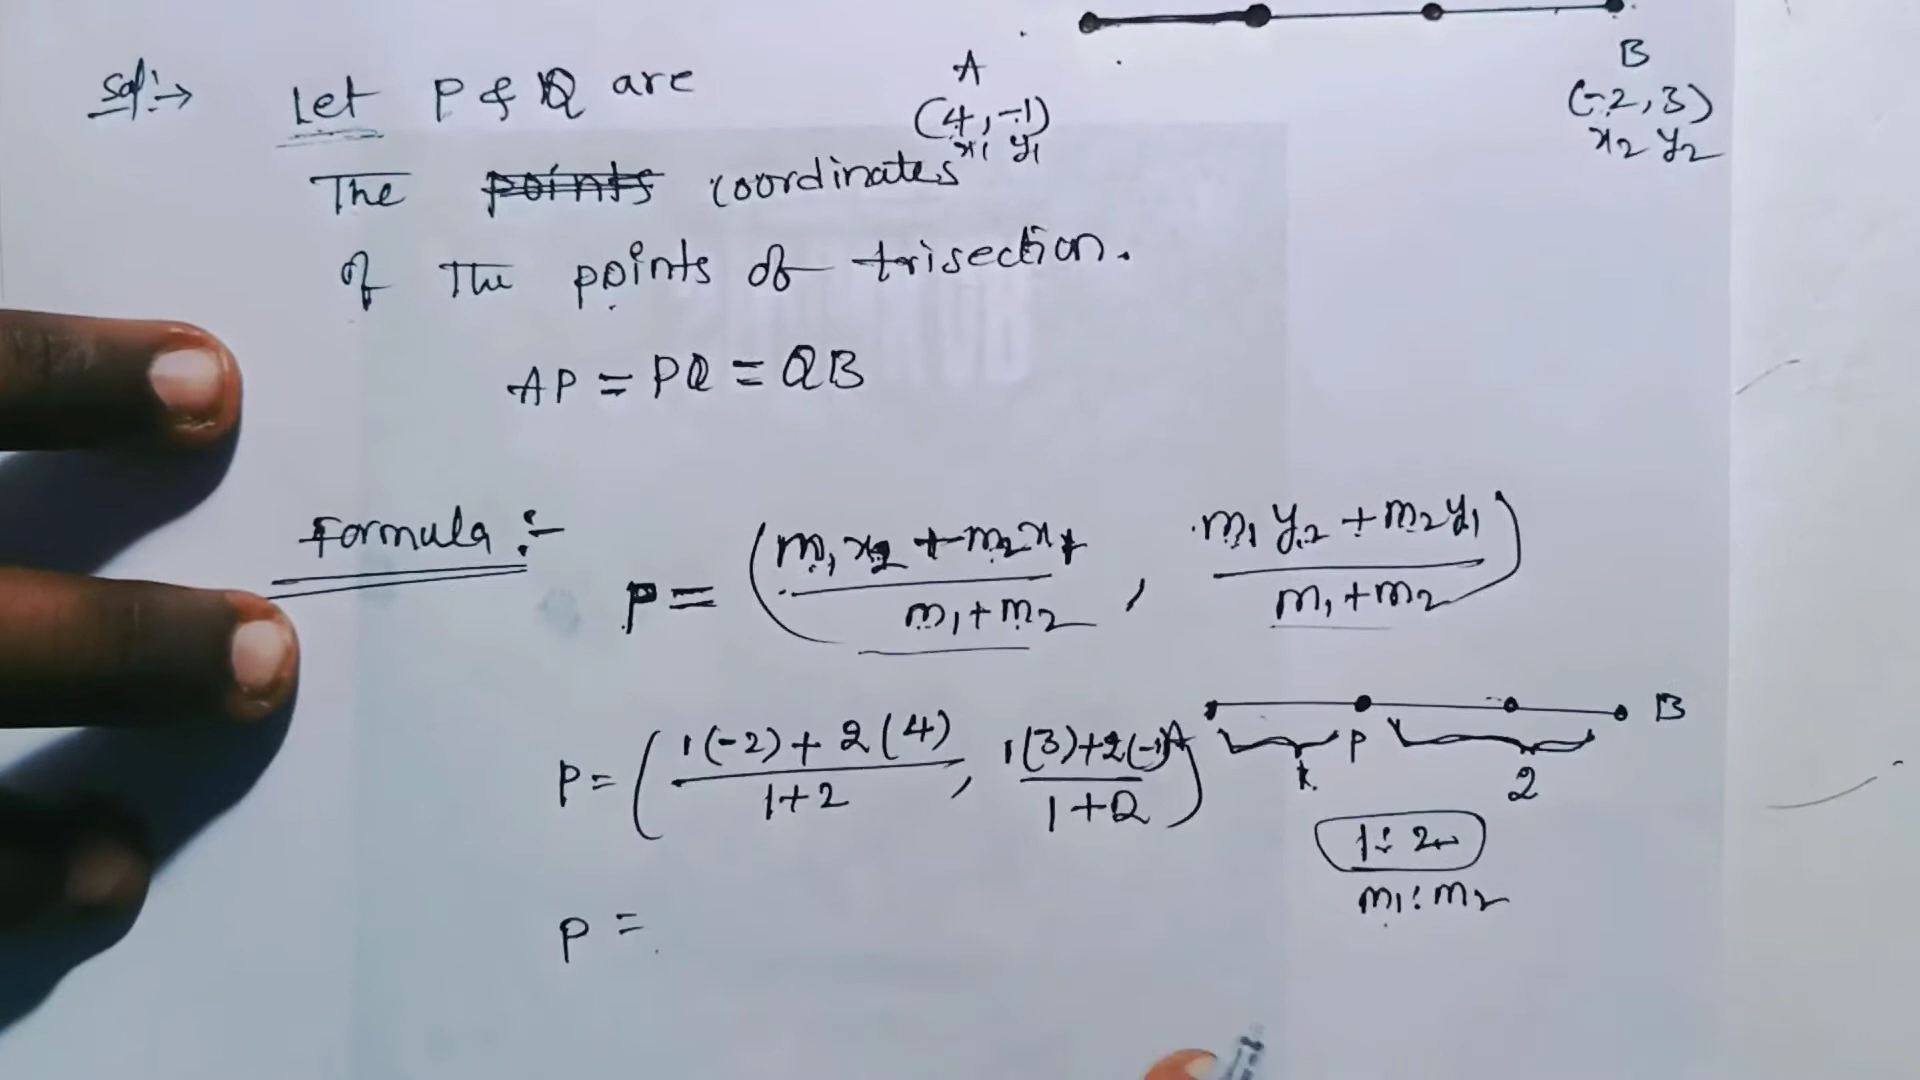 Sol:→ Let P & Q are
The points coordinates
of The points of trisection.
A
(4,-1)
x1 y1
B
(-2,3)
x2 y2
AP = PQ = QB
Formula :-
P = (m1x2 + m2x1 / m1+m2 , m1y2 + m2y1 / m1+m2)
P = (1(-2) + 2(4) / 1+2 , 1(3)+2(-1) / 1+2)
A P B
1 2
1:2
m1:m2
P =